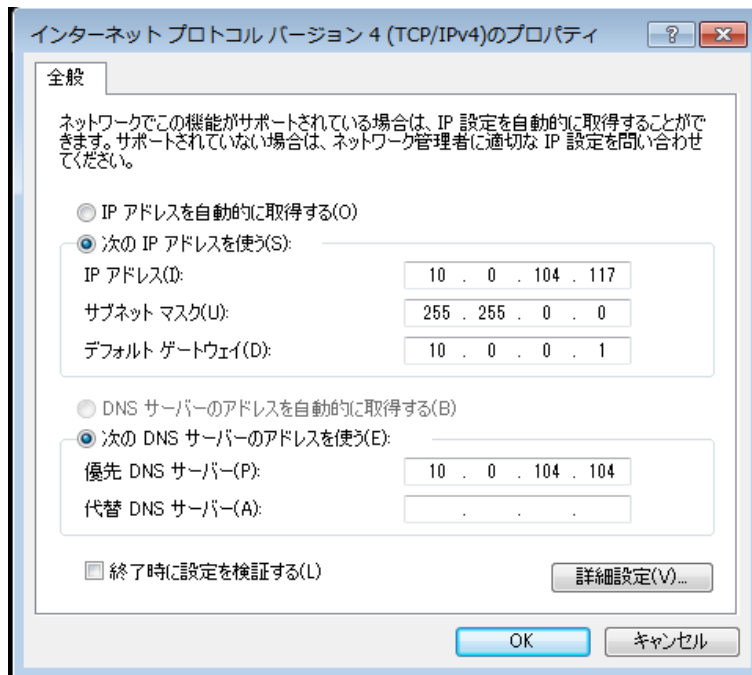 インターネット プロトコル バージョン 4 (TCP/IPv4)のプロパティ
全般
ネットワークでこの機能がサポートされている場合は、IP 設定を自動的に取得することがで
きます。サポートされていない場合は、ネットワーク管理者に適切な IP 設定を問い合わせ
てください。
IP アドレスを自動的に取得する(O)
次の IP アドレスを使う(S):
IP アドレス(I): 10 . 0 . 104 . 117
サブネット マスク(U): 255 . 255 . 0 . 0
デフォルト ゲートウェイ(D): 10 . 0 . 0 . 1
DNS サーバーのアドレスを自動的に取得する(B)
次の DNS サーバーのアドレスを使う(E):
優先 DNS サーバー(P): 10 . 0 . 104 . 104
代替 DNS サーバー(A): . . .
終了時に設定を検証する(L)
詳細設定(V)...
OK キャンセル